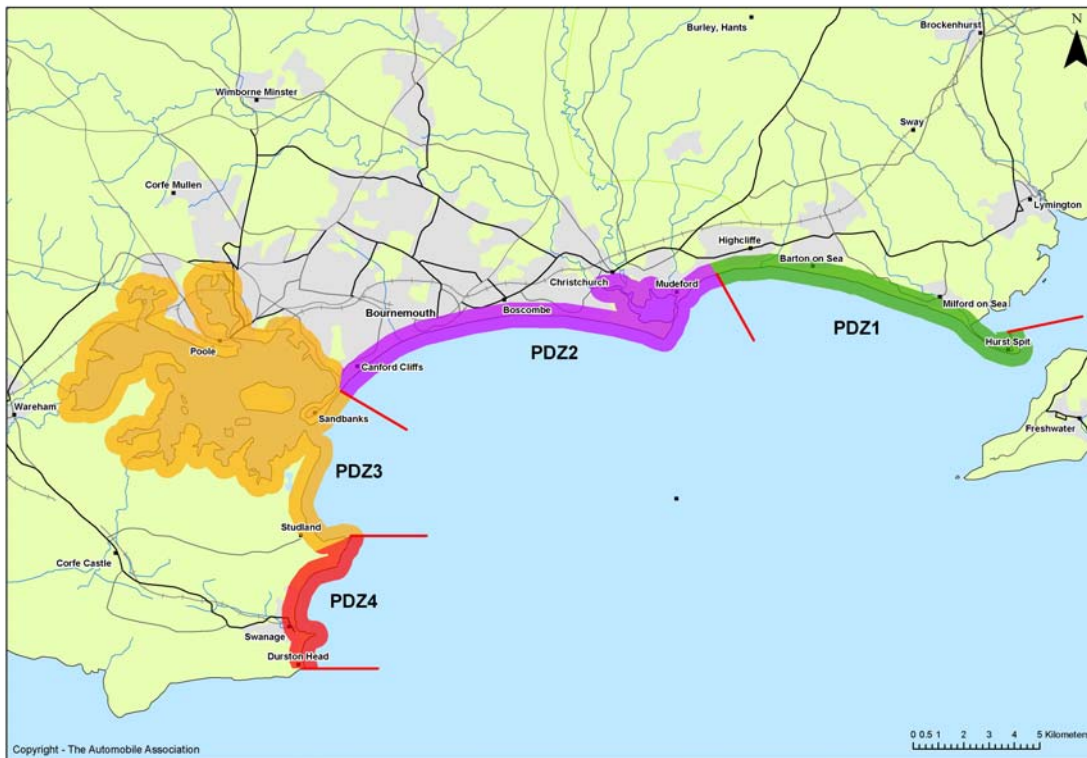 Burley, Hants
Brockenhurst
N
Wimborne Minster
Sway
Corfe Mullen
Lymington
Highcliffe
Barton on Sea
Christchurch
Mudeford
Milford on Sea
Bournemouth
Boscombe
Hurst Spit
PDZ1
PDZ2
Poole
Canford Cliffs
Wareham
Sandbanks
Freshwater
PDZ3
Studland
Corfe Castle
PDZ4
Swanage
Durston Head
Copyright - The Automobile Association
0 0.5 1 2 3 4 5 Kilometers